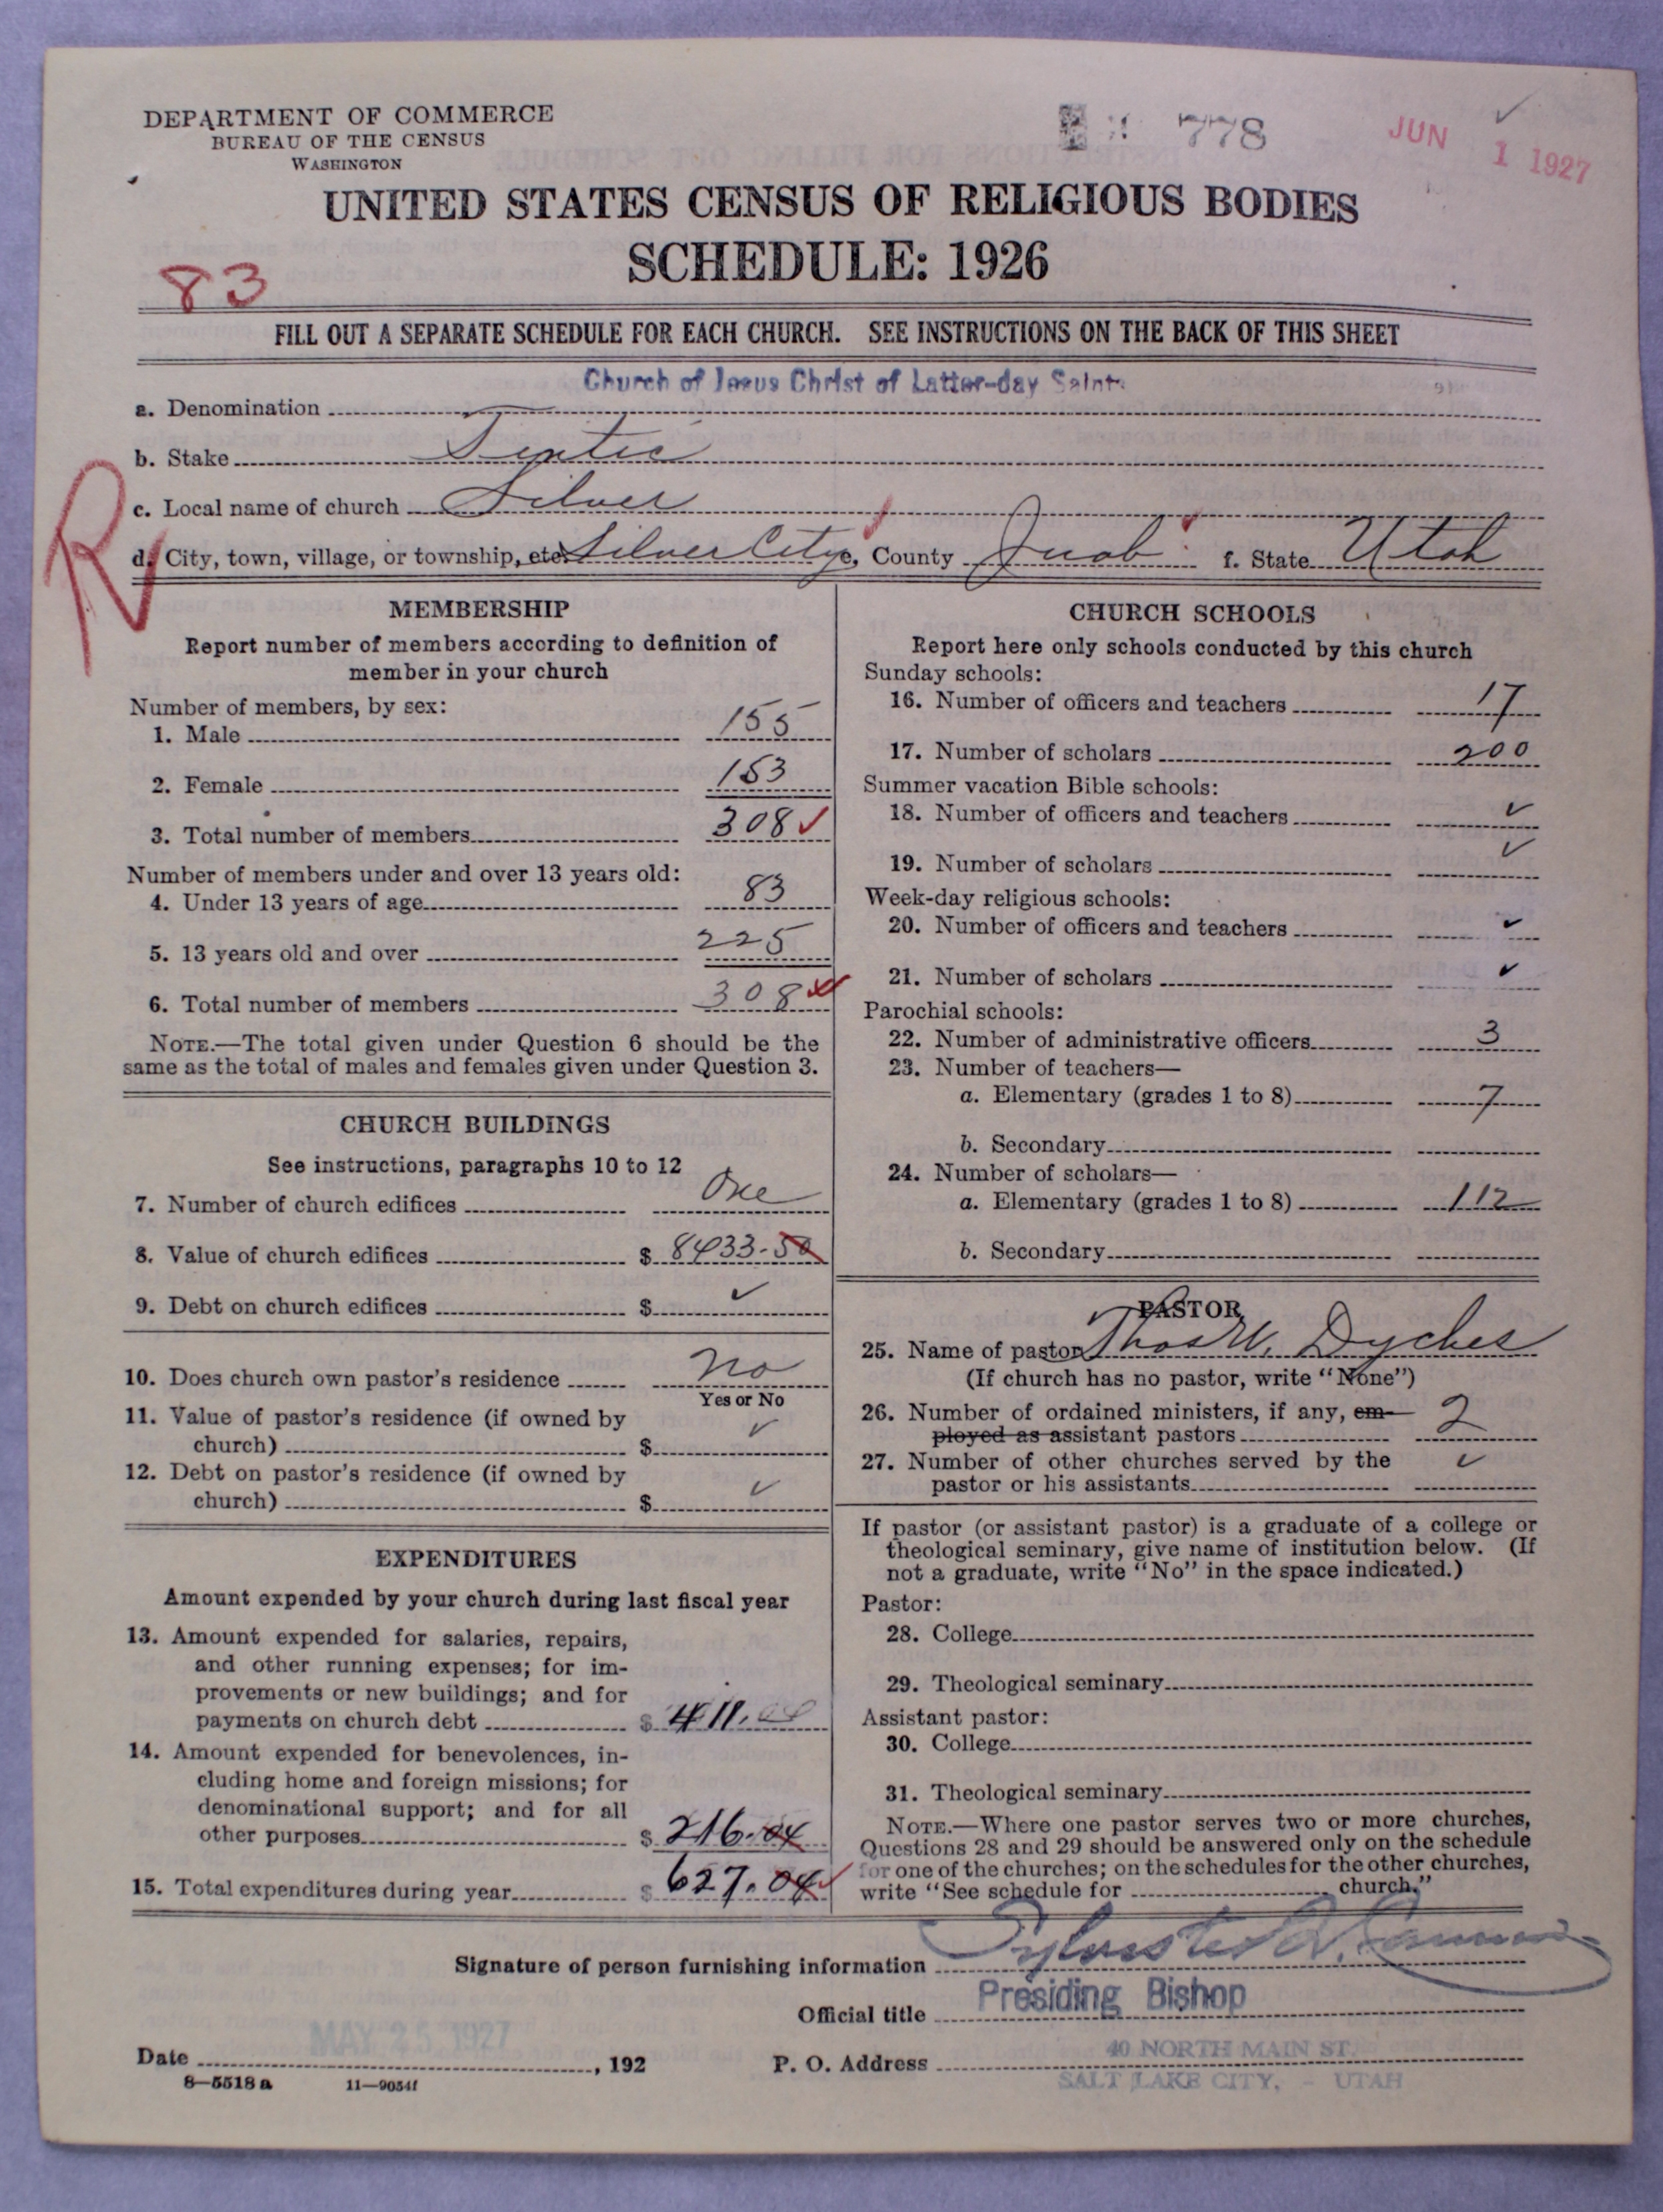 DEPARTMENT OF COMMERCE
BUREAU OF THE CENSUS
WASHINGTON
778
JUN 1 1927
UNITED STATES CENSUS OF RELIGIOUS BODIES
SCHEDULE: 1926
83
FILL OUT A SEPARATE SCHEDULE FOR EACH CHURCH. SEE INSTRUCTIONS ON THE BACK OF THIS SHEET
Church of Jesus Christ of Latter-day Saints
a. Denomination
b. Stake Tintic
c. Local name of church Silver
R
d. City, town, village, or township, etc. Silver City e. County Juab f. State Utah
MEMBERSHIP
Report number of members according to definition of
member in your church
Number of members, by sex:
1. Male 155
2. Female 153
3. Total number of members 308 ✓
Number of members under and over 13 years old:
4. Under 13 years of age 83
5. 13 years old and over 225
6. Total number of members 308
NOTE.—The total given under Question 6 should be the
same as the total of males and females given under Question 3.
CHURCH BUILDINGS
See instructions, paragraphs 10 to 12
7. Number of church edifices One
8. Value of church edifices $ 8433.50
9. Debt on church edifices $ ✓
10. Does church own pastor's residence No
Yes or No
11. Value of pastor's residence (if owned by
church) $ ✓
12. Debt on pastor's residence (if owned by
church) $ ✓
EXPENDITURES
Amount expended by your church during last fiscal year
13. Amount expended for salaries, repairs,
and other running expenses; for im-
provements or new buildings; and for
payments on church debt $ 411.00
14. Amount expended for benevolences, in-
cluding home and foreign missions; for
denominational support; and for all
other purposes $ 216.04
15. Total expenditures during year $ 627.04 ✓
CHURCH SCHOOLS
Report here only schools conducted by this church
Sunday schools:
16. Number of officers and teachers 17
17. Number of scholars 200
Summer vacation Bible schools:
18. Number of officers and teachers ✓
19. Number of scholars ✓
Week-day religious schools:
20. Number of officers and teachers ✓
21. Number of scholars ✓
Parochial schools:
22. Number of administrative officers 3
23. Number of teachers—
a. Elementary (grades 1 to 8) 7
b. Secondary
24. Number of scholars—
a. Elementary (grades 1 to 8) 112
b. Secondary
PASTOR
25. Name of pastor Thos W. Dyches
(If church has no pastor, write "None")
26. Number of ordained ministers, if any, em-
ployed as assistant pastors 2
27. Number of other churches served by the
pastor or his assistants ✓
If pastor (or assistant pastor) is a graduate of a college or
theological seminary, give name of institution below. (If
not a graduate, write "No" in the space indicated.)
Pastor:
28. College
29. Theological seminary
Assistant pastor:
30. College
31. Theological seminary
NOTE.—Where one pastor serves two or more churches,
Questions 28 and 29 should be answered only on the schedule
for one of the churches; on the schedules for the other churches,
write "See schedule for church."
Signature of person furnishing information Sylvester Q. Cannon
Official title Presiding Bishop
Date MAY 25 1927, 192
P. O. Address 40 NORTH MAIN ST.
SALT LAKE CITY, - UTAH
8—5518 a 11—9054f